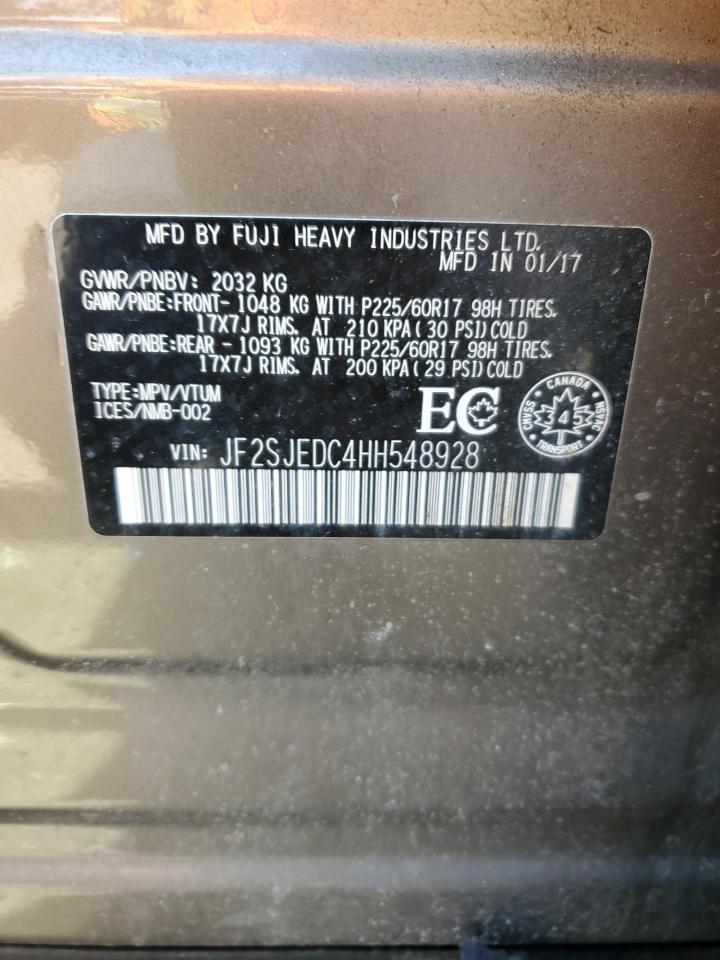 MFD BY FUJI HEAVY INDUSTRIES LTD.
MFD IN 01/17
GVWR/PNBV: 2032 KG
GAWR/PNBE:FRONT- 1048 KG WITH P225/60R17 98H TIRES.
17X7J RIMS. AT 210 KPA(30 PSI)COLD
GAWR/PNBE:REAR - 1093 KG WITH P225/60R17 98H TIRES.
17X7J RIMS. AT 200 KPA(29 PSI)COLD
TYPE:MPV/VTUM
ICES/NMB-002
EC
CANADA
CMVSS
345
NSVAC
TRANSPORT
VIN: JF2SJEDC4HH548928